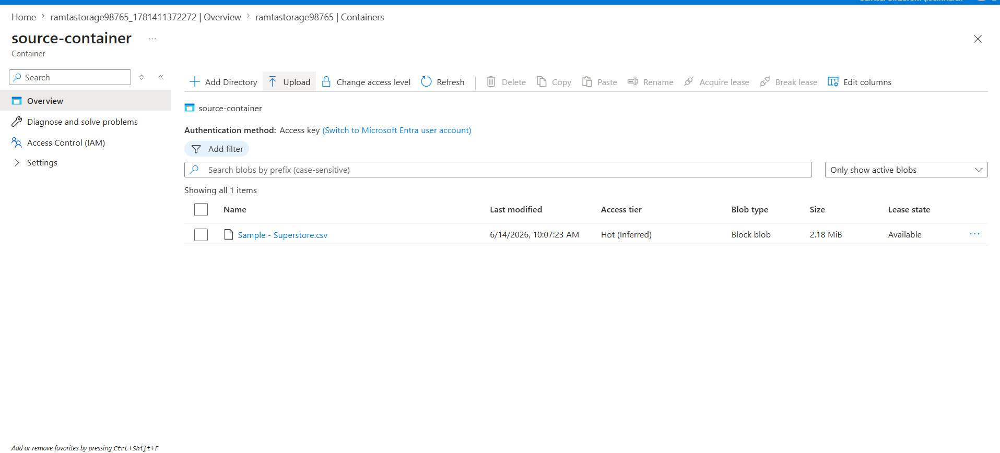 Home > ramtastorage98765_1781411372272 | Overview > ramtastorage98765 | Containers
source-container ...
Container
Search
Overview
Diagnose and solve problems
Access Control (IAM)
Settings
Add Directory Upload Change access level Refresh Delete Copy Paste Rename Acquire lease Break lease Edit columns
source-container
Authentication method: Access key (Switch to Microsoft Entra user account)
Add filter
Search blobs by prefix (case-sensitive) Only show active blobs
Showing all 1 items
Name Last modified Access tier Blob type Size Lease state
Sample - Superstore.csv 6/14/2026, 10:07:23 AM Hot (Inferred) Block blob 2.18 MiB Available ...
Add or remove favorites by pressing Ctrl+Shift+F